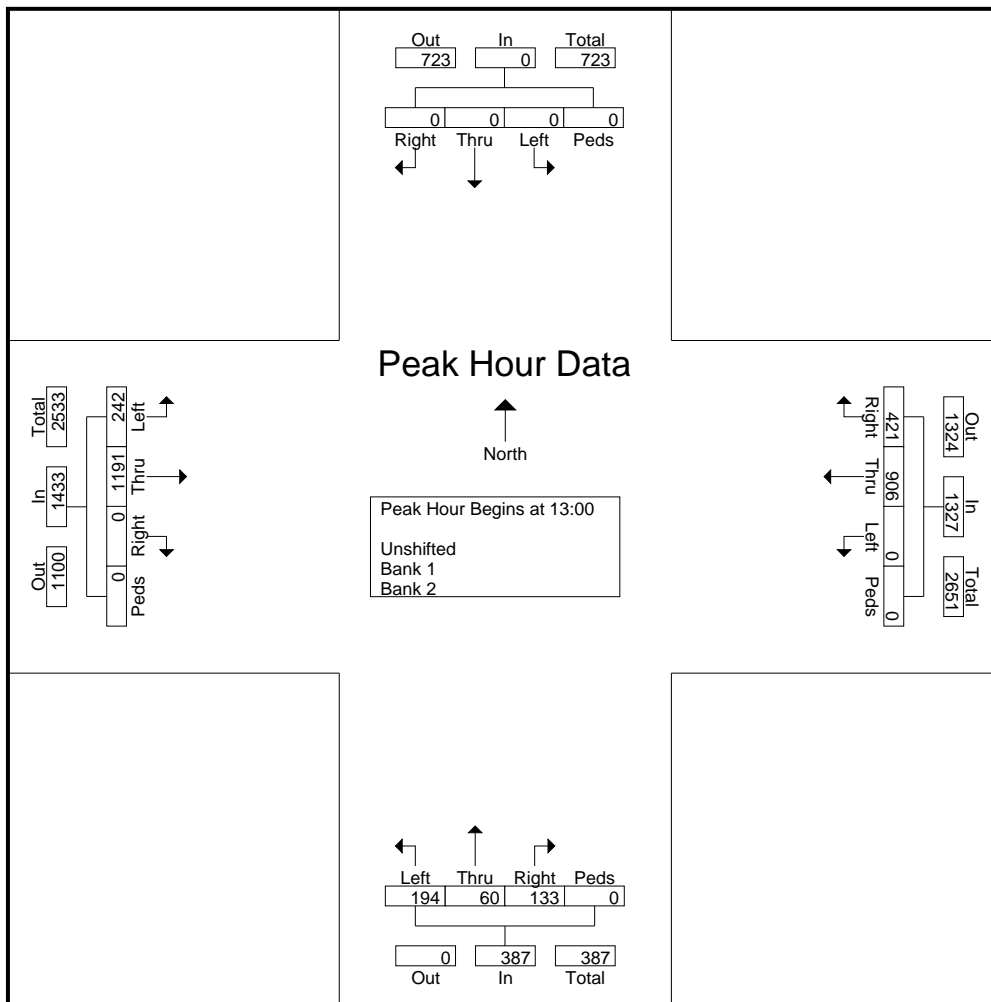 Out In Total
723 0 723
0 0 0 0
Right Thru Left Peds
Peak Hour Data
North
Peak Hour Begins at 13:00
Unshifted
Bank 1
Bank 2
Total In Out
2533 1433 1100
242 1191 0 0
Left Thru Right Peds
Right Thru Left Peds
421 906 0 0
1324 1327 2651
Out In Total
Left Thru Right Peds
194 60 133 0
0 387 387
Out In Total